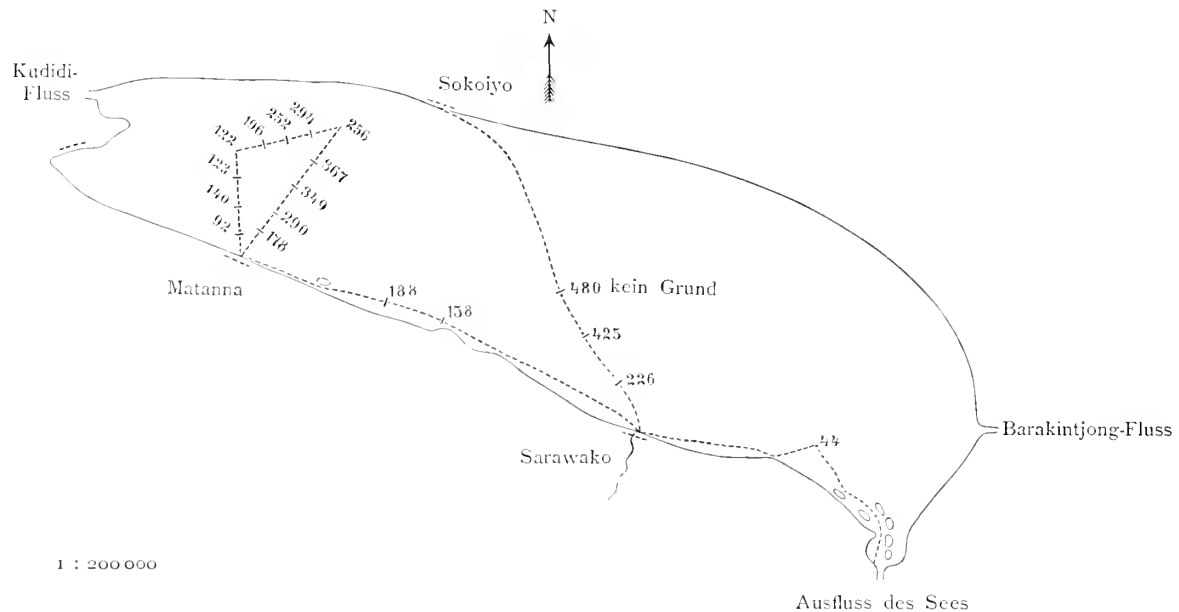 N
Kudidi-
Fluss
Sokoiyo
122
196
252
294
256
123
140
92
367
349
290
178
Matanna
188
158
480 kein Grund
425
226
Sarawako
44
Barakintjong-Fluss
1 : 200 000
Ausfluss des Sees